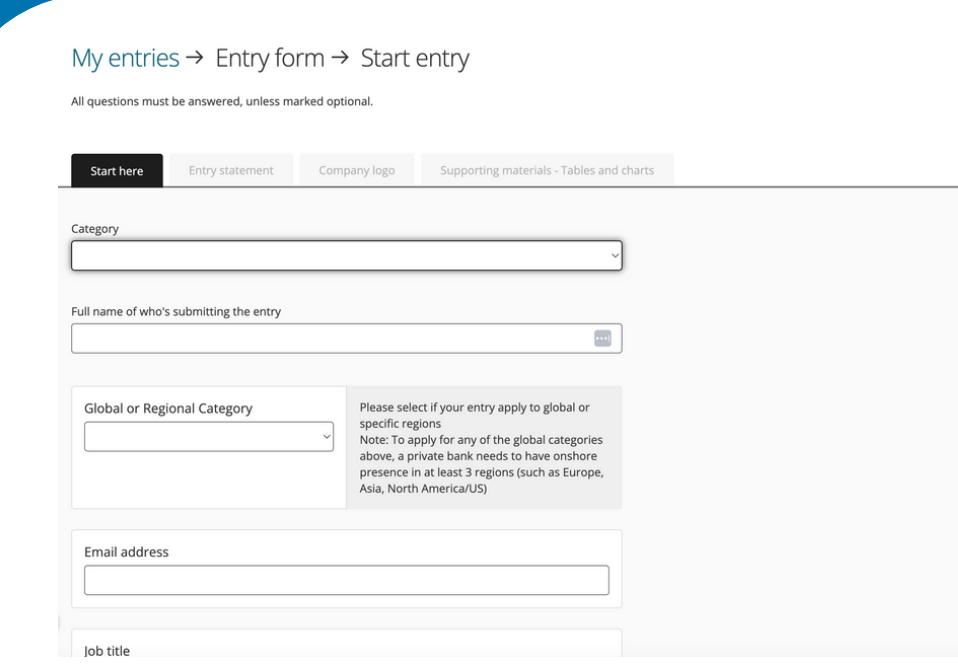 My entries → Entry form → Start entry
All questions must be answered, unless marked optional.
Start here
Entry statement
Company logo
Supporting materials - Tables and charts
Category
Full name of who's submitting the entry
Global or Regional Category
Please select if your entry apply to global or
specific regions
Note: To apply for any of the global categories
above, a private bank needs to have onshore
presence in at least 3 regions (such as Europe,
Asia, North America/US)
Email address
Job title